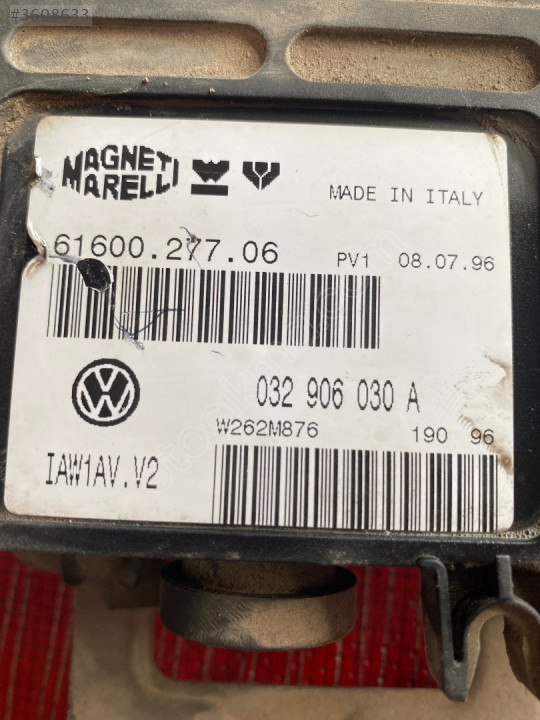 #3698633
MAGNETI
MARELLI
MADE IN ITALY
61600.277.06
PV1 08.07.96
032 906 030 A
W262M876
190 96
IAW1AV.V2